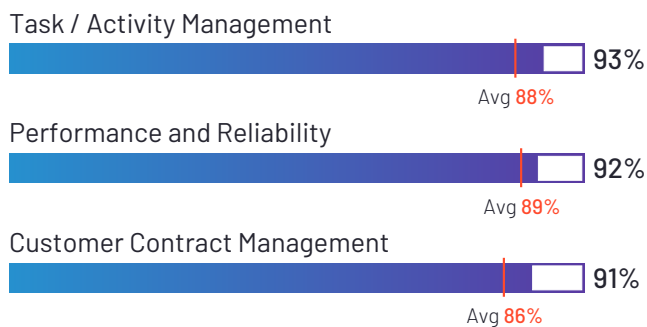 Task / Activity Management
93%
Avg 88%
Performance and Reliability
92%
Avg 89%
Customer Contract Management
91%
Avg 86%